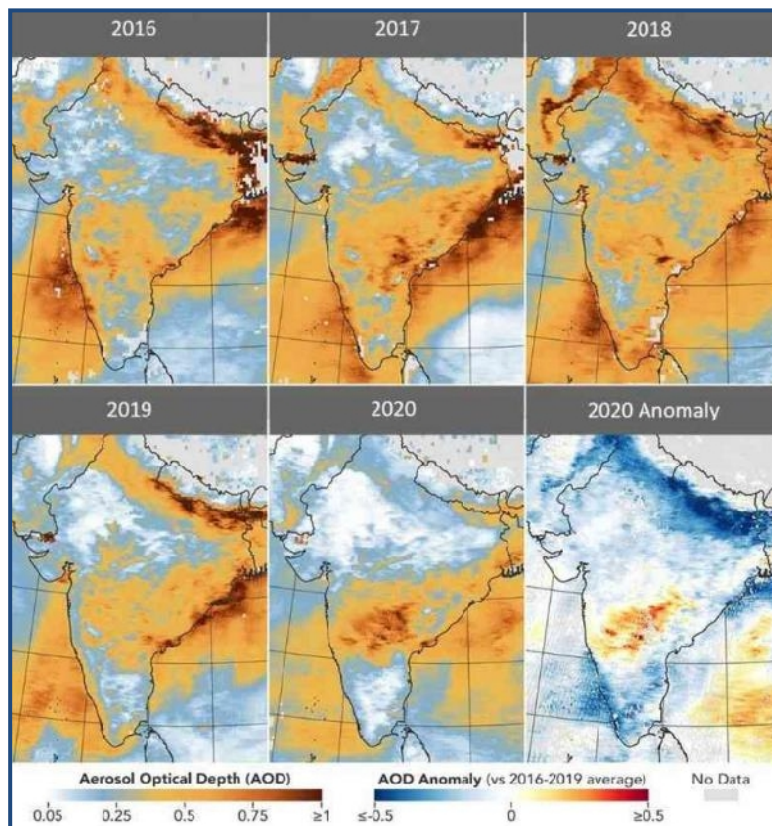 2016 2017 2018
2019 2020 2020 Anomaly
Aerosol Optical Depth (AOD) AOD Anomaly (vs 2016-2019 average) No Data
0.05 0.25 0.5 0.75 ≥1 ≤-0.5 0 ≥0.5